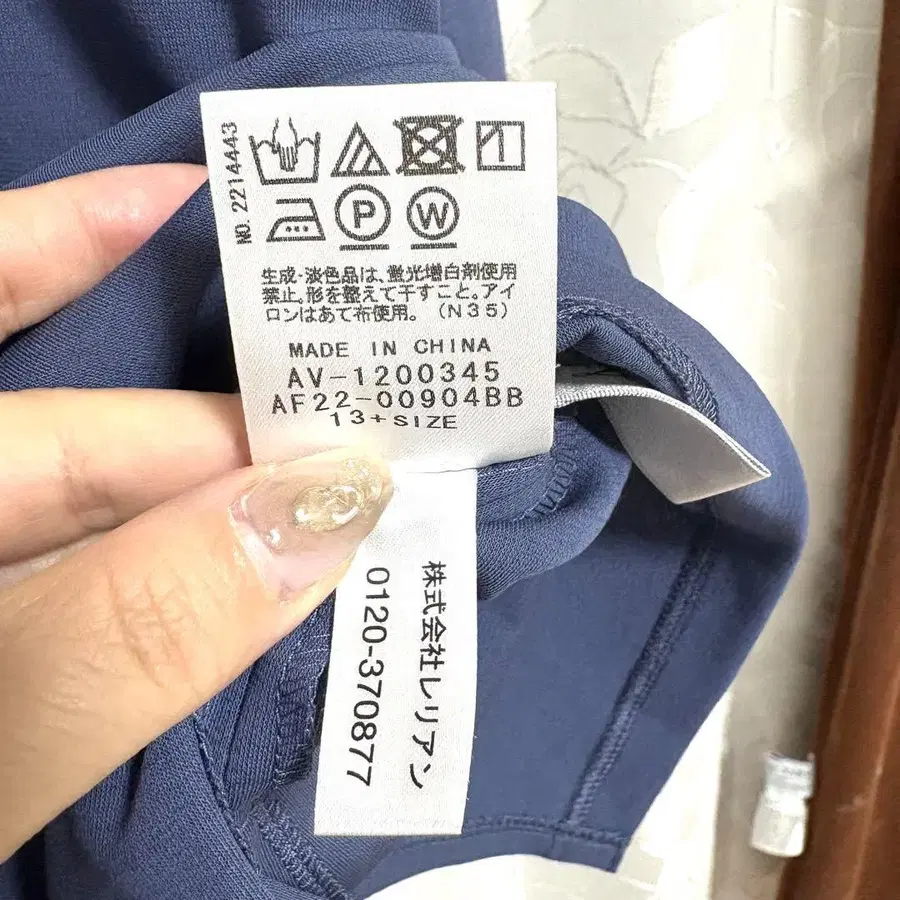 NO.2214443
P W
生成・淡色品は、蛍光増白剤使用
禁止。形を整えて干すこと。アイ
ロンはあて布使用。(N35)
MADE IN CHINA
AV-1200345
AF22-00904BB
13+SIZE
株式会社レリアン
0120-370877